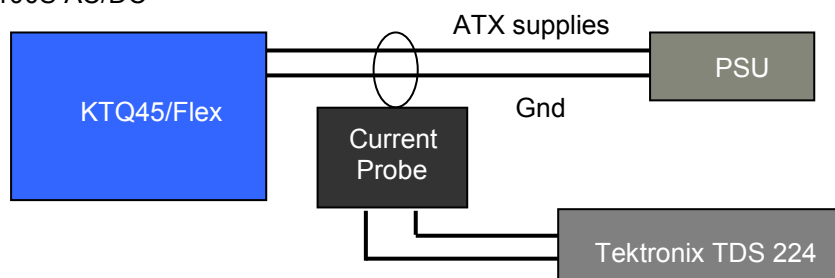 ATX supplies
PSU
KTQ45/Flex
Gnd
Current
Probe
Tektronix TDS 224